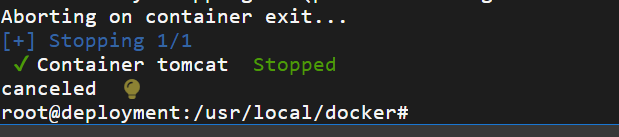 Aborting on container exit...
[+] Stopping 1/1
✓ Container tomcat  Stopped
canceled
root@deployment:/usr/local/docker#